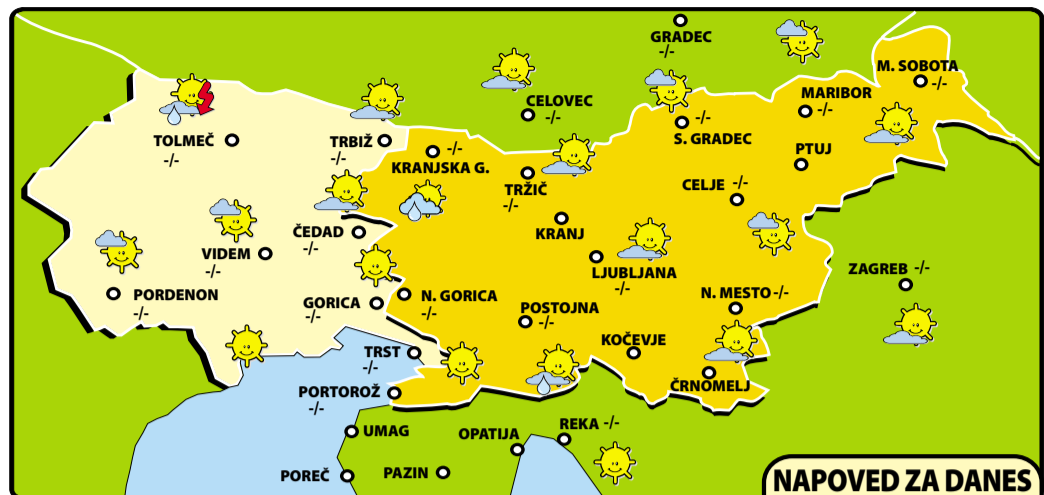 GRADEC
-/-
M. SOBOTA
-/-
CELOVEC
-/-
MARIBOR
-/-
-/-
S. GRADEC
TOLMEČ
-/-
TRBIŽ
-/-
-/-
KRANJSKA G.
PTUJ
TRŽIČ
-/-
CELJE -/-
KRANJ
ČEDAD
-/-
VIDEM
-/-
LJUBLJANA
-/-
ZAGREB -/-
PORDENON
-/-
GORICA
-/-
N. GORICA
-/-
N. MESTO -/-
POSTOJNA
-/-
KOČEVJE
TRST
-/-
ČRNOMELJ
PORTOROŽ
-/-
UMAG
OPATIJA
REKA -/-
POREČ
PAZIN
NAPOVED ZA DANES